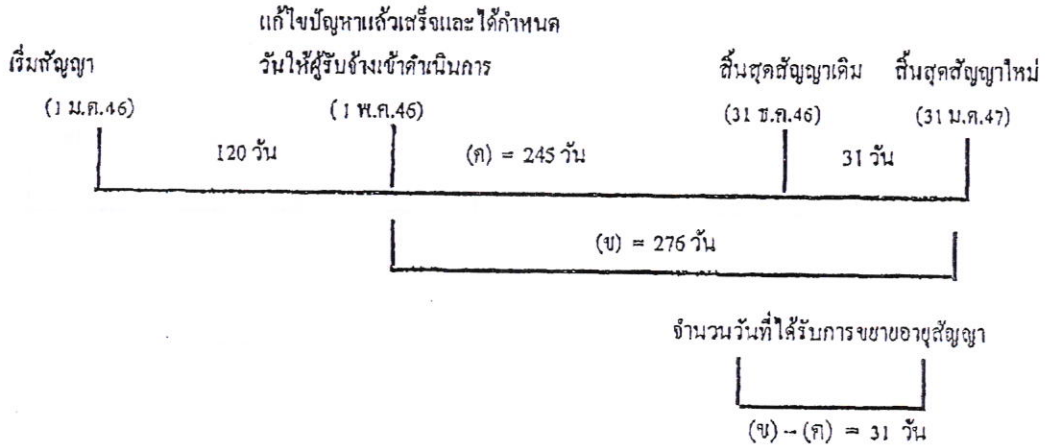 แก้ไขปัญหาแล้วเสร็จและได้กำหนด
เริ่มสัญญา วันให้ผู้รับจ้างเข้าดำเนินการ สิ้นสุดสัญญาเดิม สิ้นสุดสัญญาใหม่
(1 ม.ค.46) (1 พ.ค.46) (31 ธ.ค.46) (31 ม.ค.47)
120 วัน (ค) = 245 วัน 31 วัน
(ข) = 276 วัน
จำนวนวันที่ได้รับการขยายอายุสัญญา
(ข) – (ค) = 31 วัน